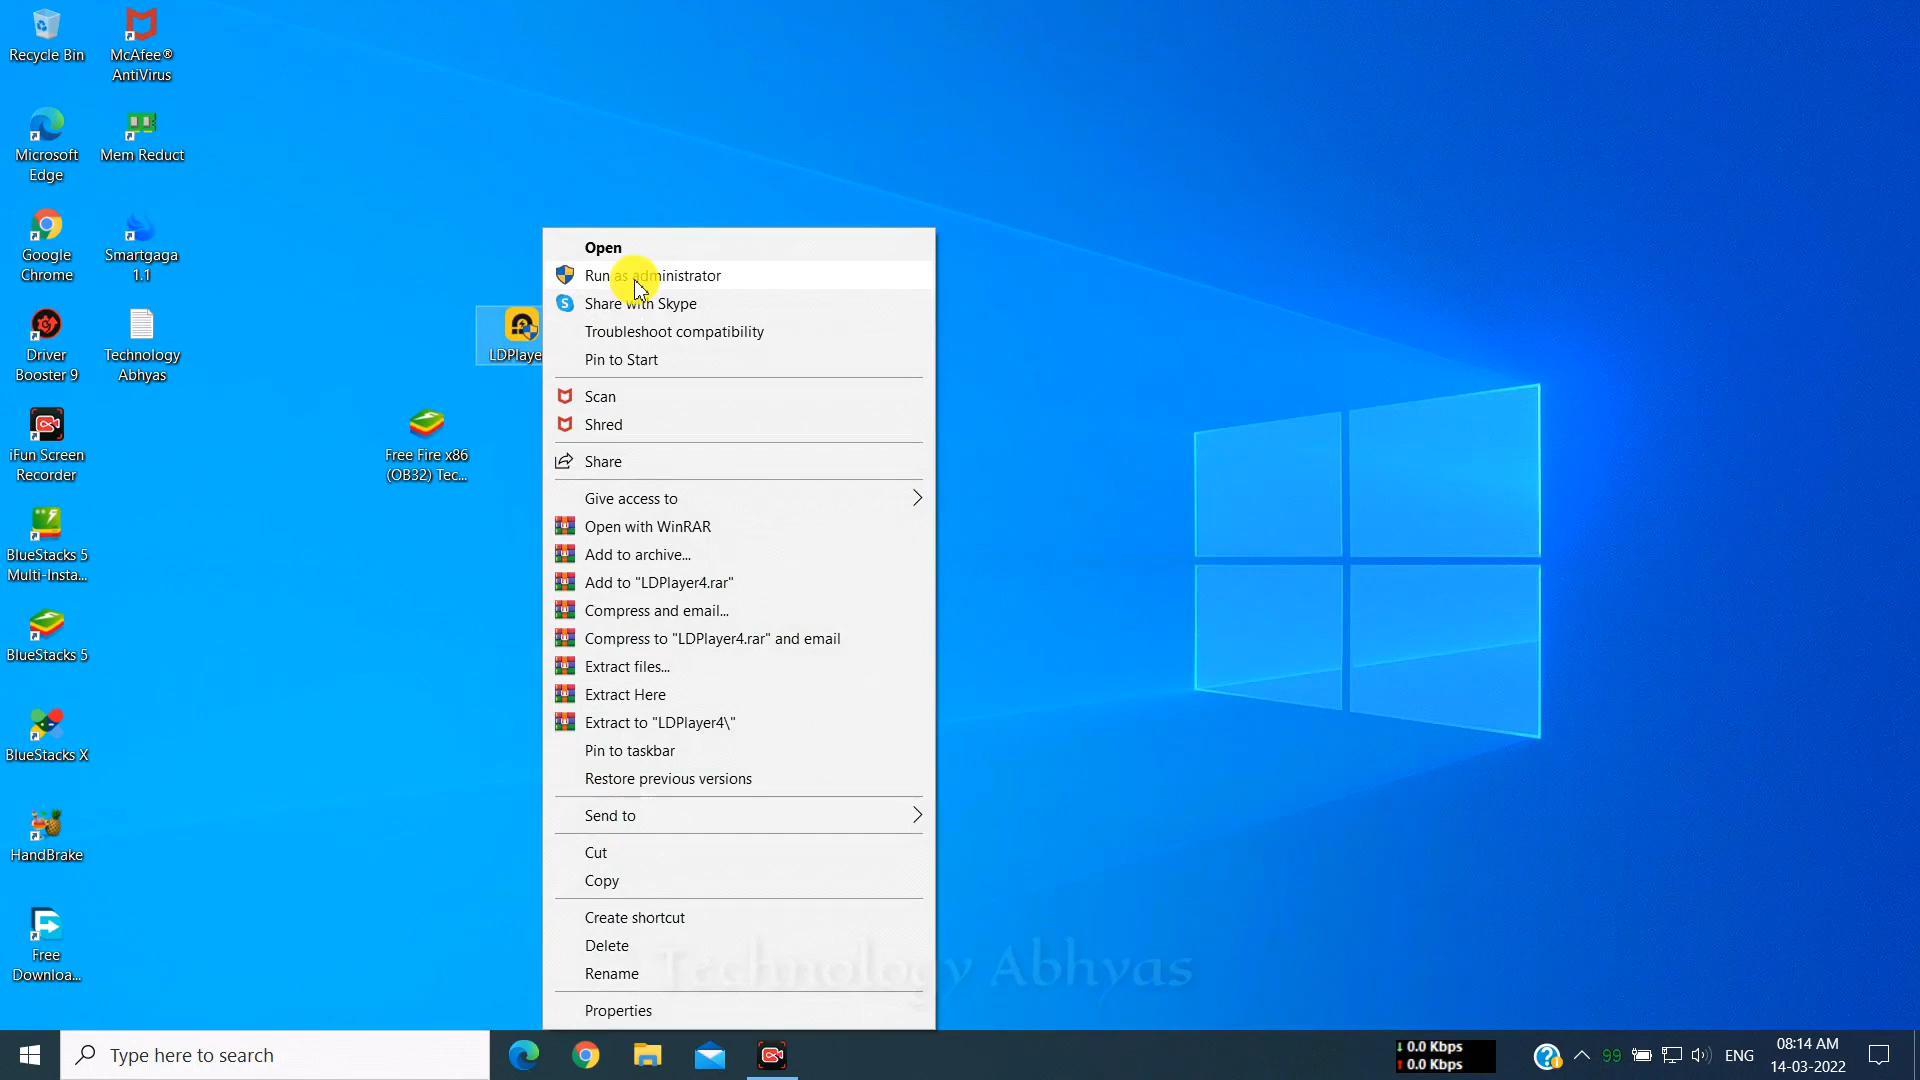 Recycle Bin
McAfee®
AntiVirus
Microsoft
Edge
Mem Reduct
Google
Chrome
Smartgaga
1.1
Driver
Booster 9
Technology
Abhyas
iFun Screen
Recorder
BlueStacks 5
Multi-Insta...
BlueStacks 5
BlueStacks X
HandBrake
Free
Downloa...
LDPlaye
Free Fire x86
(OB32) Tec...
Open
Run as administrator
Share with Skype
Troubleshoot compatibility
Pin to Start
Scan
Shred
Share
Give access to
Open with WinRAR
Add to archive...
Add to "LDPlayer4.rar"
Compress and email...
Compress to "LDPlayer4.rar" and email
Extract files...
Extract Here
Extract to "LDPlayer4\"
Pin to taskbar
Restore previous versions
Send to
Cut
Copy
Create shortcut
Delete
Rename
Properties
Technology Abhyas
Type here to search
↓ 0.0 Kbps
↑ 0.0 Kbps
99
ENG
08:14 AM
14-03-2022